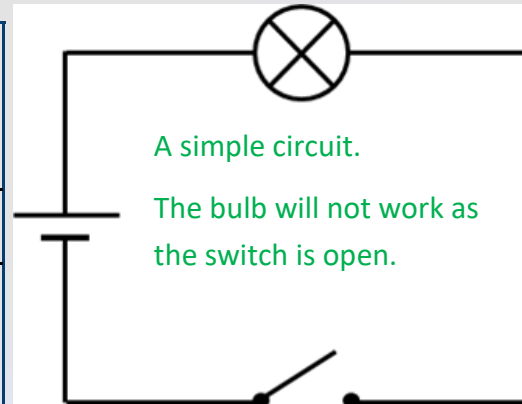 A simple circuit.
The bulb will not work as
the switch is open.